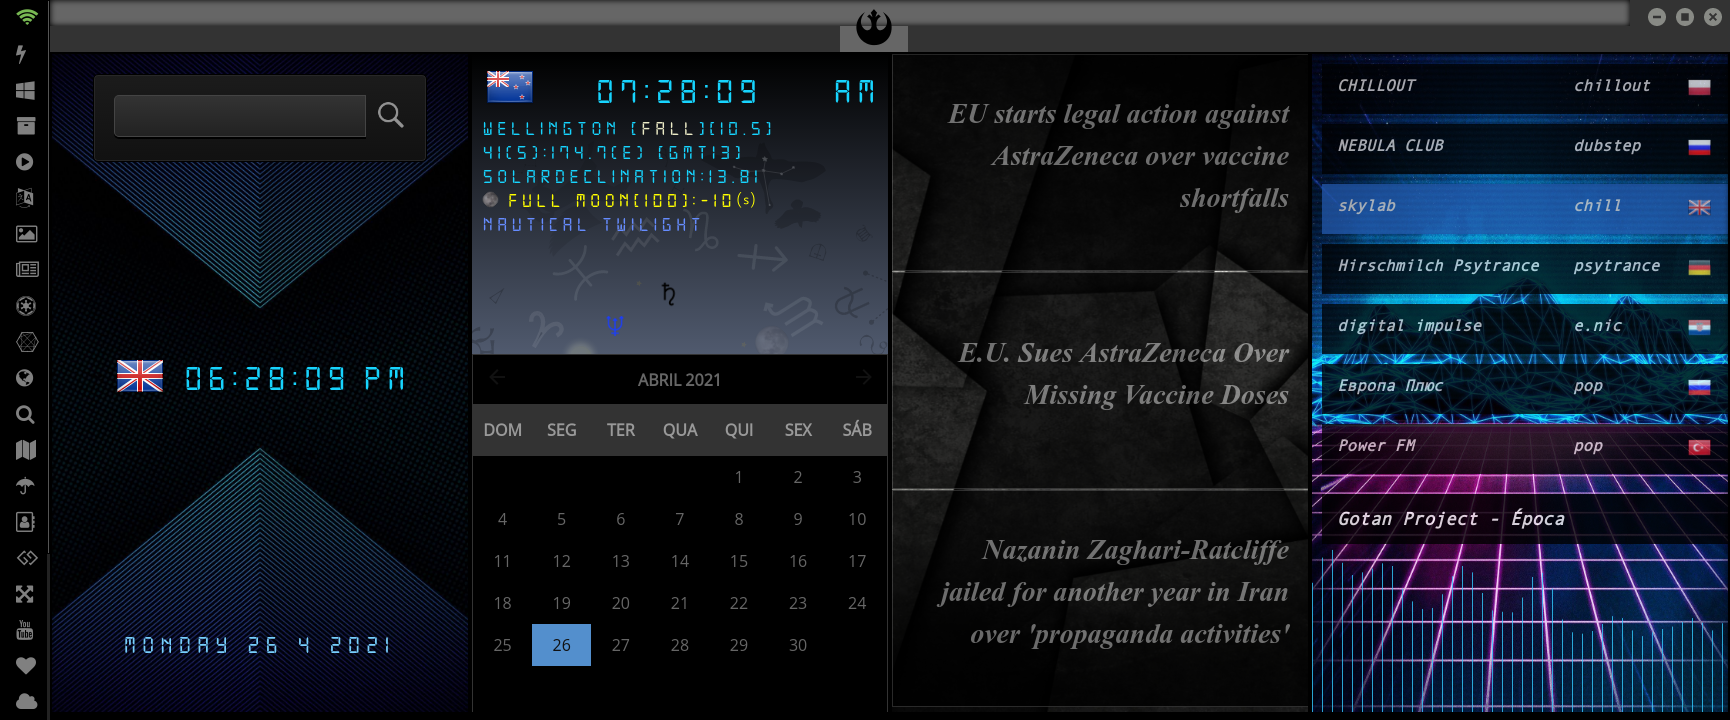 06:28:09 PM
MONDAY 26 4 2021
07:28:09 AM
WELLINGTON [FALL][10.5]
41(S):174.7(E) [GMT13]
SOLARDECLINATION:13.81
FULL MOON[100]:-10(s)
NAUTICAL TWILIGHT
ABRIL 2021
DOM SEG TER QUA QUI SEX SÁB
1 2 3
4 5 6 7 8 9 10
11 12 13 14 15 16 17
18 19 20 21 22 23 24
25 26 27 28 29 30
EU starts legal action against
AstraZeneca over vaccine
shortfalls
E.U. Sues AstraZeneca Over
Missing Vaccine Doses
Nazanin Zaghari-Ratcliffe
jailed for another year in Iran
over 'propaganda activities'
CHILLOUT chillout
NEBULA CLUB dubstep
skylab chill
Hirschmilch Psytrance psytrance
digital impulse e.nic
Европа Плюс pop
Power FM pop
Gotan Project - Época
You
Tube